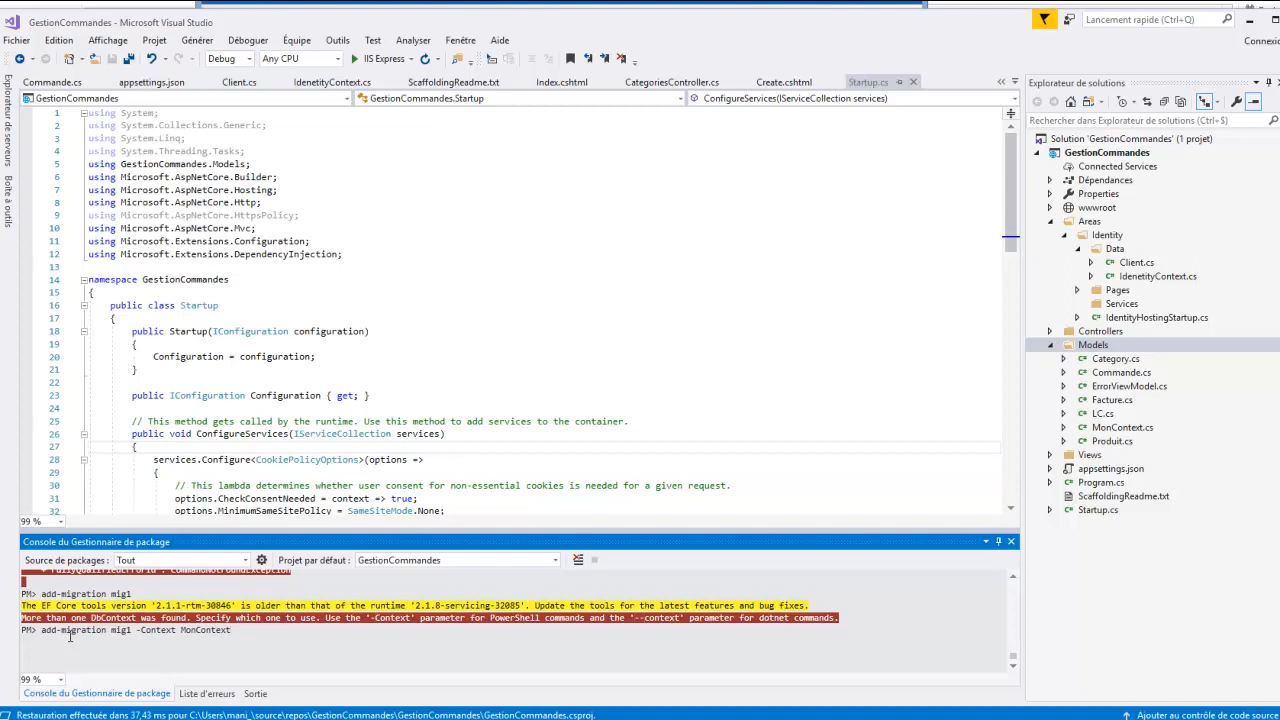 GestionCommandes - Microsoft Visual Studio
Lancement rapide (Ctrl+Q)
Fichier Edition Affichage Projet Générer Déboguer Équipe Outils Test Analyser Fenêtre Aide
Connexio
Debug Any CPU IIS Express
Commande.cs appsettings.json Client.cs IdenetityContext.cs ScaffoldingReadme.txt Index.cshtml CategoriesController.cs Create.cshtml Startup.cs
GestionCommandes GestionCommandes.Startup ConfigureServices(IServiceCollection services)
Explorateur de serveurs
Boîte à outils
1 using System;
2 using System.Collections.Generic;
3 using System.Linq;
4 using System.Threading.Tasks;
5 using GestionCommandes.Models;
6 using Microsoft.AspNetCore.Builder;
7 using Microsoft.AspNetCore.Hosting;
8 using Microsoft.AspNetCore.Http;
9 using Microsoft.AspNetCore.HttpsPolicy;
10 using Microsoft.AspNetCore.Mvc;
11 using Microsoft.Extensions.Configuration;
12 using Microsoft.Extensions.DependencyInjection;
13
14 namespace GestionCommandes
15 {
16 public class Startup
17 {
18 public Startup(IConfiguration configuration)
19 {
20 Configuration = configuration;
21 }
22
23 public IConfiguration Configuration { get; }
24
25 // This method gets called by the runtime. Use this method to add services to the container.
26 public void ConfigureServices(IServiceCollection services)
27 {
28 services.Configure<CookiePolicyOptions>(options =>
29 {
30 // This lambda determines whether user consent for non-essential cookies is needed for a given request.
31 options.CheckConsentNeeded = context => true;
32 options.MinimumSameSitePolicy = SameSiteMode.None;
99 %
Console du Gestionnaire de package
Source de packages : Tout Projet par défaut : GestionCommandes
PM> add-migration mig1
The EF Core tools version '2.1.1-rtm-30846' is older than that of the runtime '2.1.8-servicing-32085'. Update the tools for the latest features and bug fixes.
More than one DbContext was found. Specify which one to use. Use the '-Context' parameter for PowerShell commands and the '--context' parameter for dotnet commands.
PM> add-migration mig1 -Context MonContext
99 %
Console du Gestionnaire de package Liste d'erreurs Sortie
Restauration effectuée dans 37,43 ms pour C:\Users\mani_\source\repos\GestionCommandes\GestionCommandes\GestionCommandes.csproj.
Ajouter au contrôle de source
Explorateur de solutions
Rechercher dans Explorateur de solutions (Ctrl+$)
Solution 'GestionCommandes' (1 projet)
GestionCommandes
Connected Services
Dépendances
Properties
wwwroot
Areas
Identity
Data
Client.cs
IdenetityContext.cs
Pages
Services
IdentityHostingStartup.cs
Controllers
Models
Category.cs
Commande.cs
ErrorViewModel.cs
Facture.cs
LC.cs
MonContext.cs
Produit.cs
Views
appsettings.json
Program.cs
ScaffoldingReadme.txt
Startup.cs